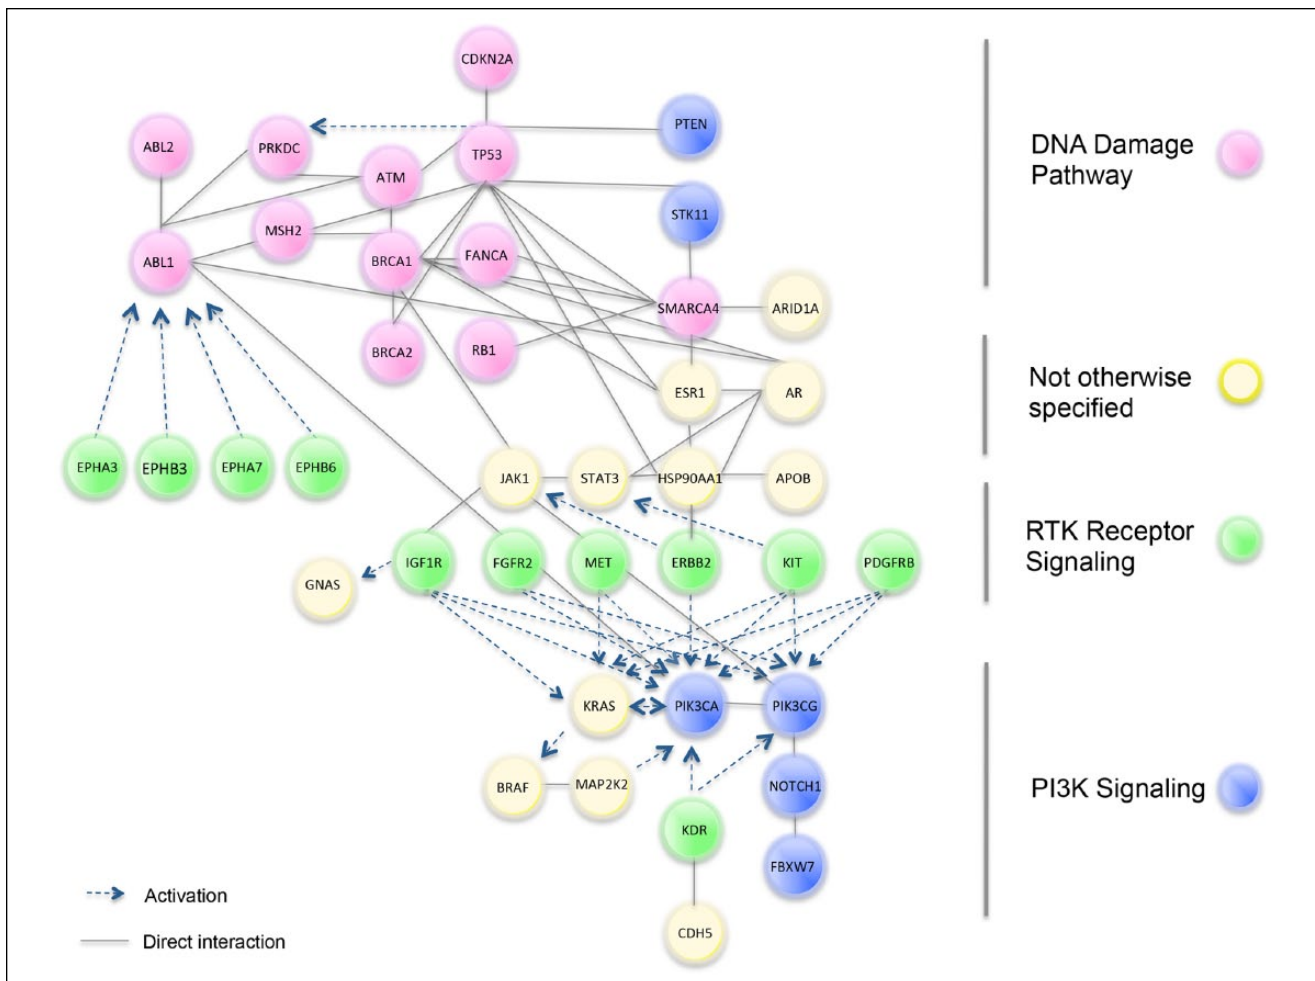 CDKN2A
PTEN
ABL2
PRKDC
TP53
ATM
DNA Damage
Pathway
STK11
MSH2
BRCA1
FANCA
ABL1
SMARCA4
ARID1A
BRCA2
RB1
ESR1
AR
Not otherwise
specified
EPHA3
EPHB3
EPHA7
EPHB6
JAK1
STAT3
HSP90AA1
APOB
RTK Receptor
Signaling
IGF1R
FGFR2
MET
ERBB2
KIT
PDGFRB
GNAS
KRAS
PIK3CA
PIK3CG
BRAF
MAP2K2
NOTCH1
PI3K Signaling
KDR
FBXW7
CDH5
Activation
Direct interaction